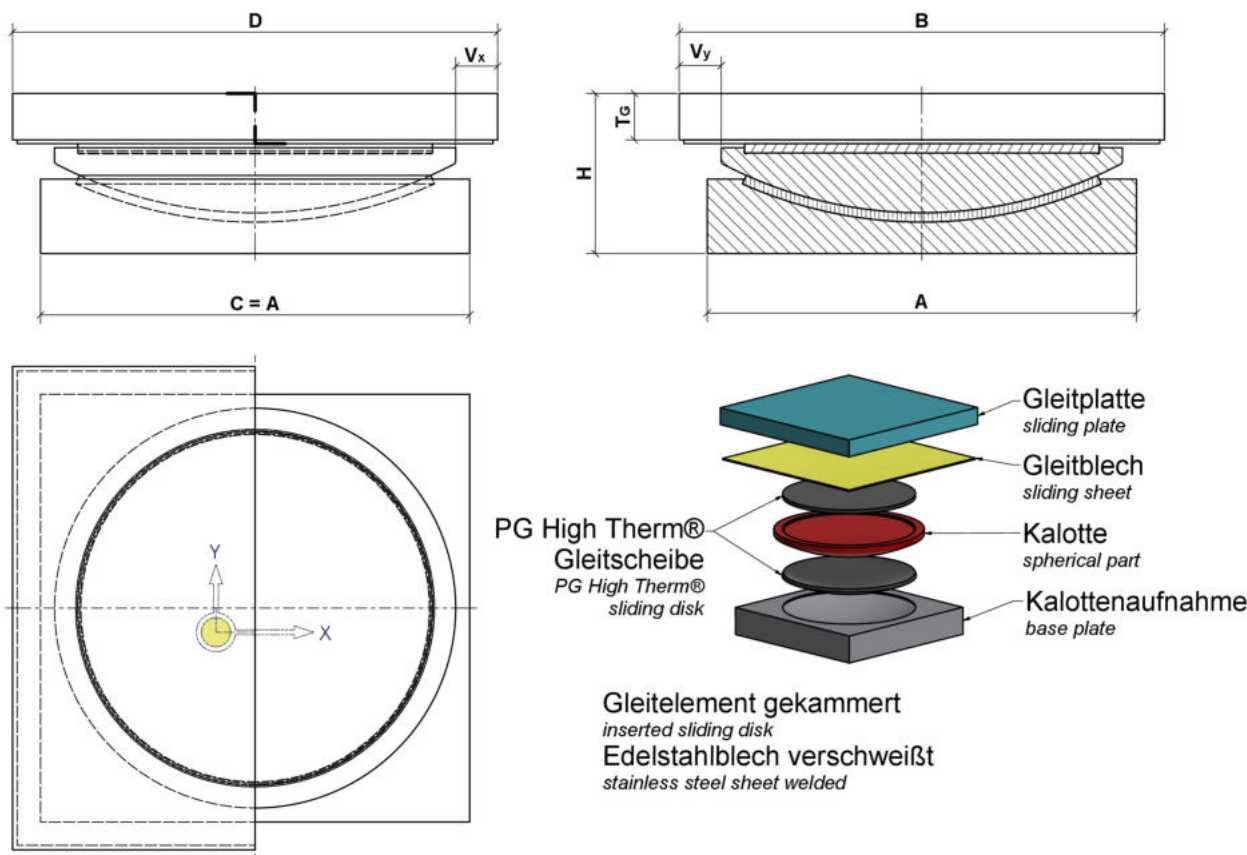 D
Vx
B
Vy
TG
H
C = A
A
Y
X
Gleitplatte
sliding plate
Gleitblech
sliding sheet
PG High Therm®
Gleitscheibe
PG High Therm®
sliding disk
Kalotte
spherical part
Kalottenaufnahme
base plate
Gleitelement gekammert
inserted sliding disk
Edelstahlblech verschweißt
stainless steel sheet welded